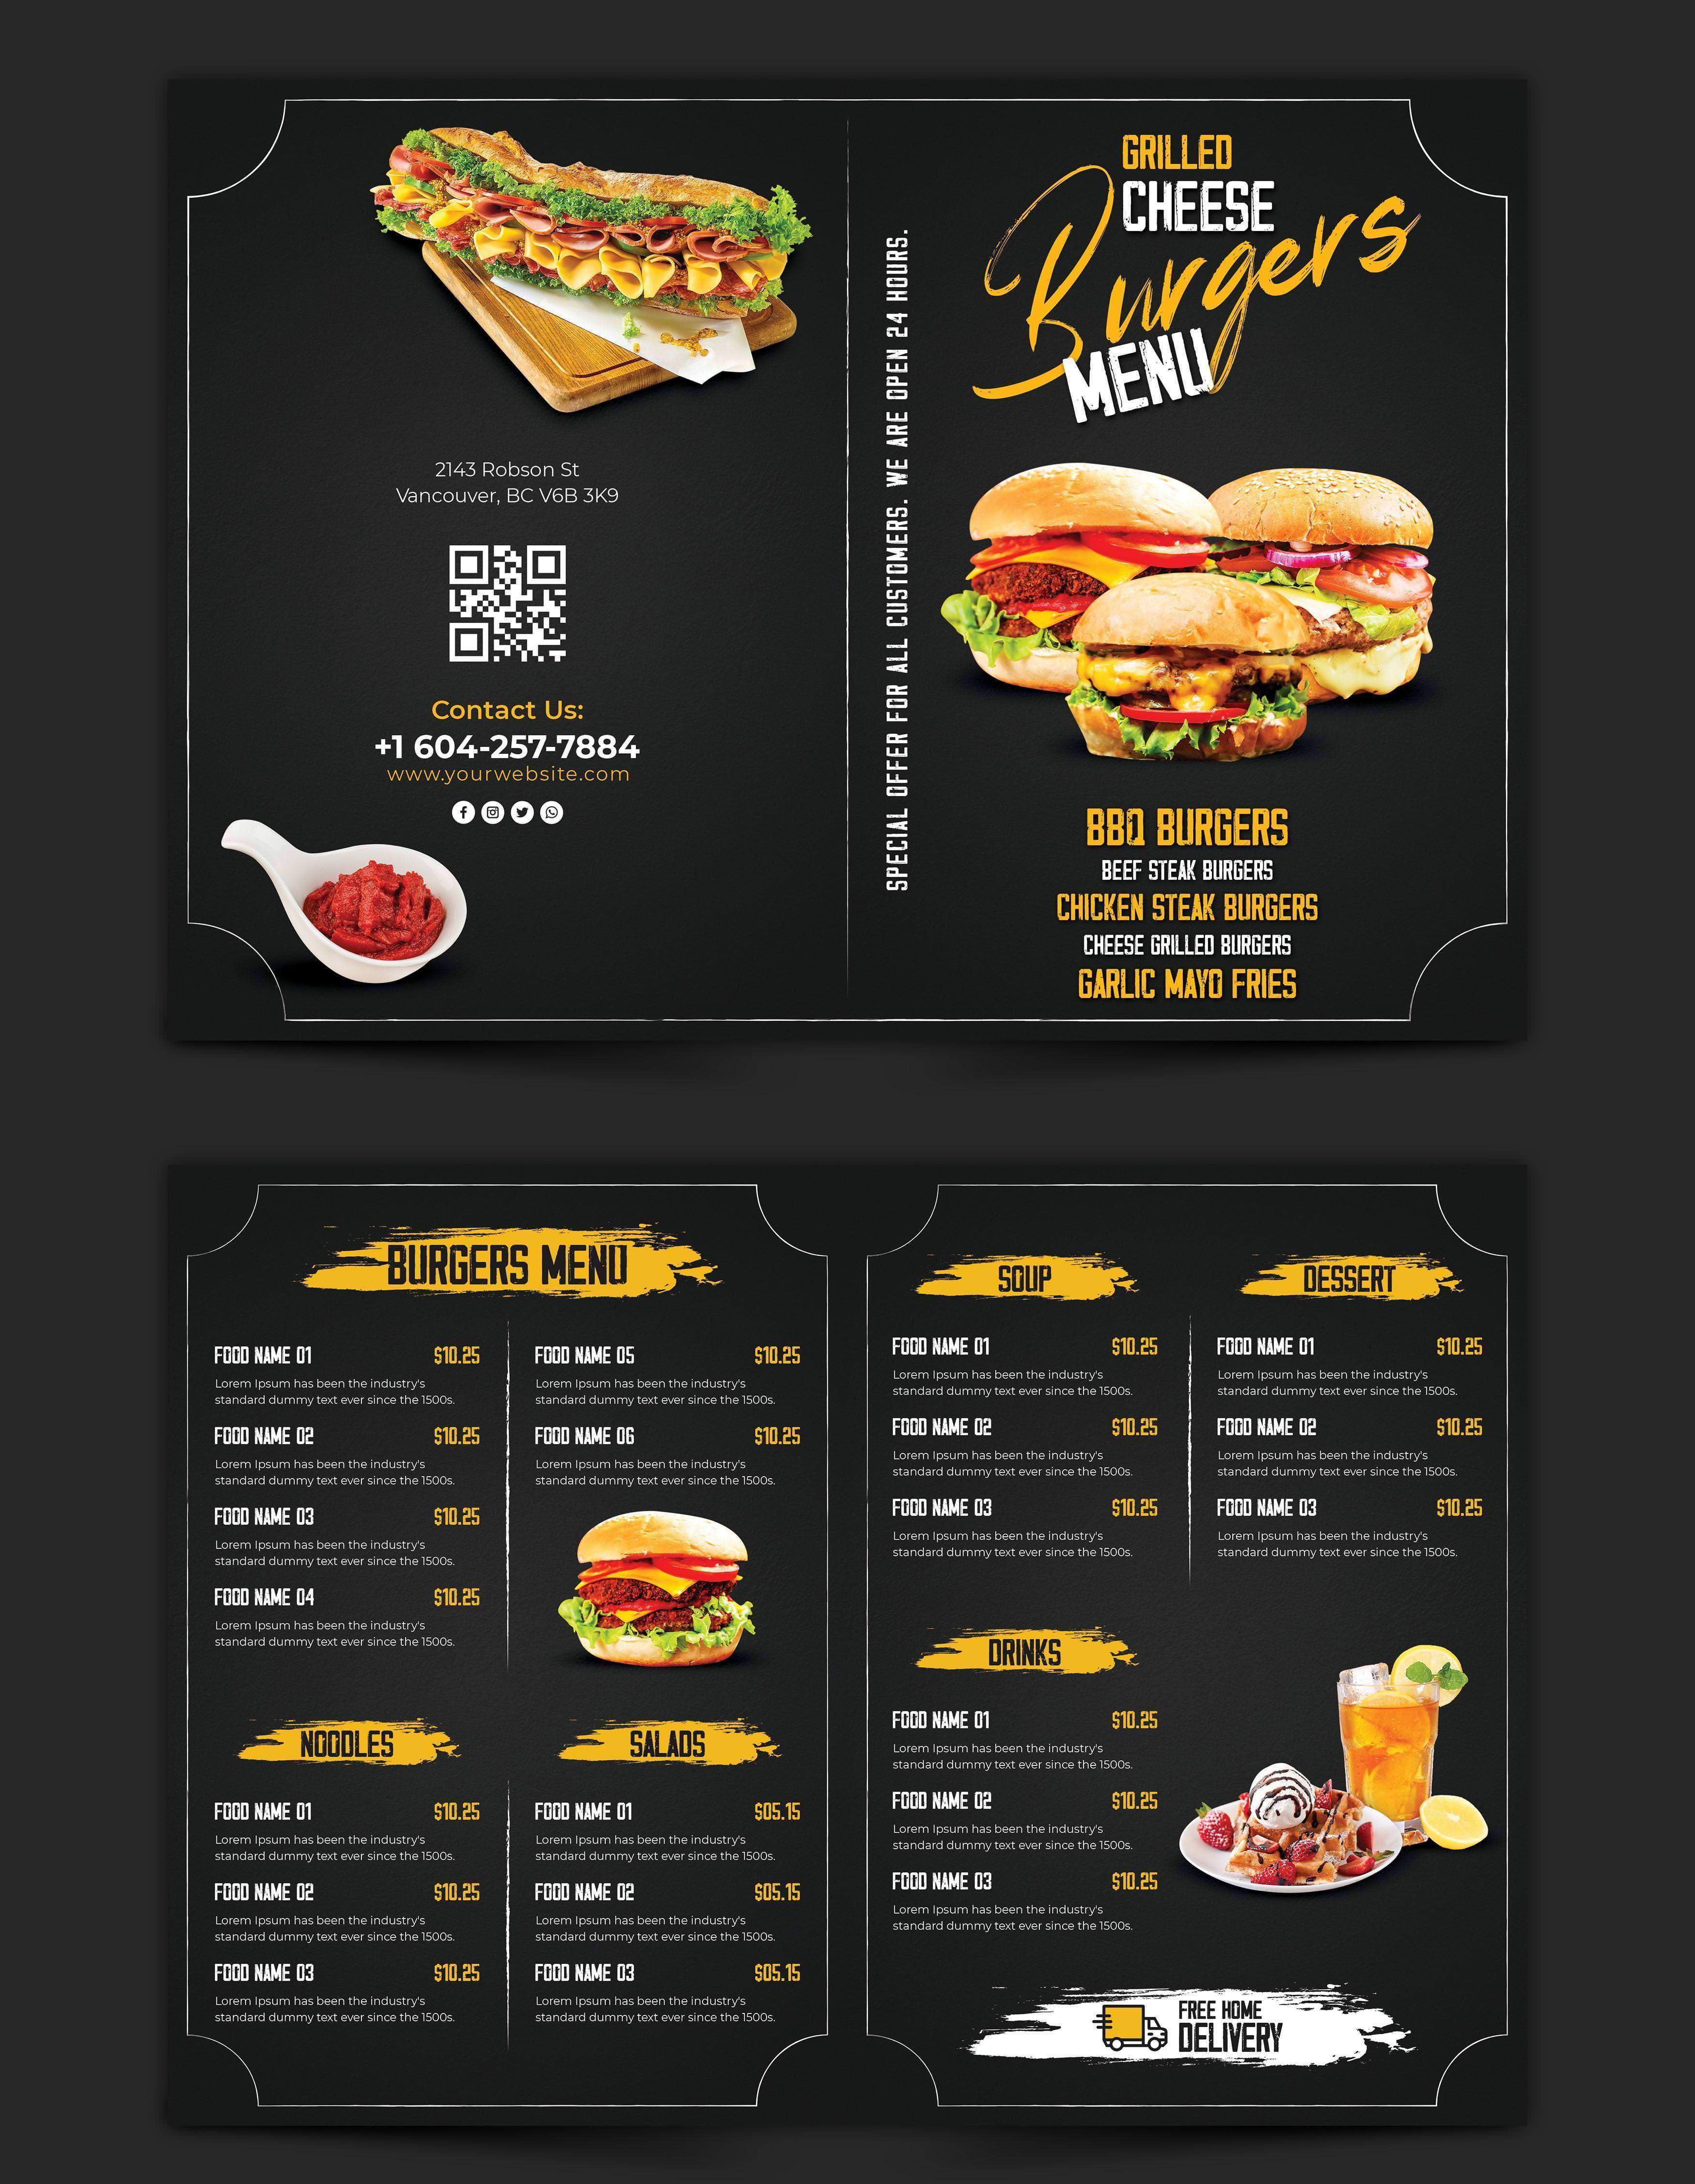 2143 Robson St
Vancouver, BC V6B 3K9
Contact Us:
+1 604-257-7884
www.yourwebsite.com
SPECIAL OFFER FOR ALL CUSTOMERS. WE ARE OPEN 24 HOURS.
GRILLED
CHEESE
Burgers
MENU
BBQ BURGERS
BEEF STEAK BURGERS
CHICKEN STEAK BURGERS
CHEESE GRILLED BURGERS
GARLIC MAYO FRIES
BURGERS MENU
FOOD NAME 01 $10.25
Lorem Ipsum has been the industry's
standard dummy text ever since the 1500s.
FOOD NAME 02 $10.25
Lorem Ipsum has been the industry's
standard dummy text ever since the 1500s.
FOOD NAME 03 $10.25
Lorem Ipsum has been the industry's
standard dummy text ever since the 1500s.
FOOD NAME 04 $10.25
Lorem Ipsum has been the industry's
standard dummy text ever since the 1500s.
FOOD NAME 05 $10.25
Lorem Ipsum has been the industry's
standard dummy text ever since the 1500s.
FOOD NAME 06 $10.25
Lorem Ipsum has been the industry's
standard dummy text ever since the 1500s.
NOODLES
FOOD NAME 01 $10.25
Lorem Ipsum has been the industry's
standard dummy text ever since the 1500s.
FOOD NAME 02 $10.25
Lorem Ipsum has been the industry's
standard dummy text ever since the 1500s.
FOOD NAME 03 $10.25
Lorem Ipsum has been the industry's
standard dummy text ever since the 1500s.
SALADS
FOOD NAME 01 $05.15
Lorem Ipsum has been the industry's
standard dummy text ever since the 1500s.
FOOD NAME 02 $05.15
Lorem Ipsum has been the industry's
standard dummy text ever since the 1500s.
FOOD NAME 03 $05.15
Lorem Ipsum has been the industry's
standard dummy text ever since the 1500s.
SOUP
FOOD NAME 01 $10.25
Lorem Ipsum has been the industry's
standard dummy text ever since the 1500s.
FOOD NAME 02 $10.25
Lorem Ipsum has been the industry's
standard dummy text ever since the 1500s.
FOOD NAME 03 $10.25
Lorem Ipsum has been the industry's
standard dummy text ever since the 1500s.
DESSERT
FOOD NAME 01 $10.25
Lorem Ipsum has been the industry's
standard dummy text ever since the 1500s.
FOOD NAME 02 $10.25
Lorem Ipsum has been the industry's
standard dummy text ever since the 1500s.
FOOD NAME 03 $10.25
Lorem Ipsum has been the industry's
standard dummy text ever since the 1500s.
DRINKS
FOOD NAME 01 $10.25
Lorem Ipsum has been the industry's
standard dummy text ever since the 1500s.
FOOD NAME 02 $10.25
Lorem Ipsum has been the industry's
standard dummy text ever since the 1500s.
FOOD NAME 03 $10.25
Lorem Ipsum has been the industry's
standard dummy text ever since the 1500s.
FREE HOME
DELIVERY